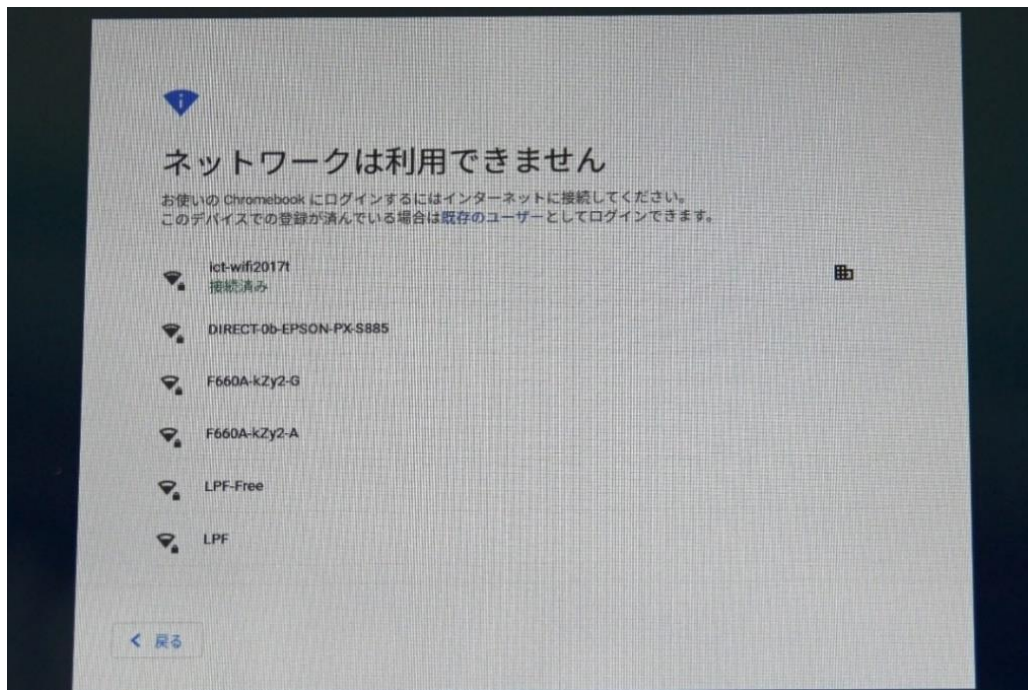 ネットワークは利用できません
お使いの Chromebook にログインするにはインターネットに接続してください。
このデバイスでの登録が済んでいる場合は既存のユーザーとしてログインできます。
ict-wifi2017t
接続済み
DIRECT-0b-EPSON-PX-S885
F660A-kZy2-G
F660A-kZy2-A
LPF-Free
LPF
戻る